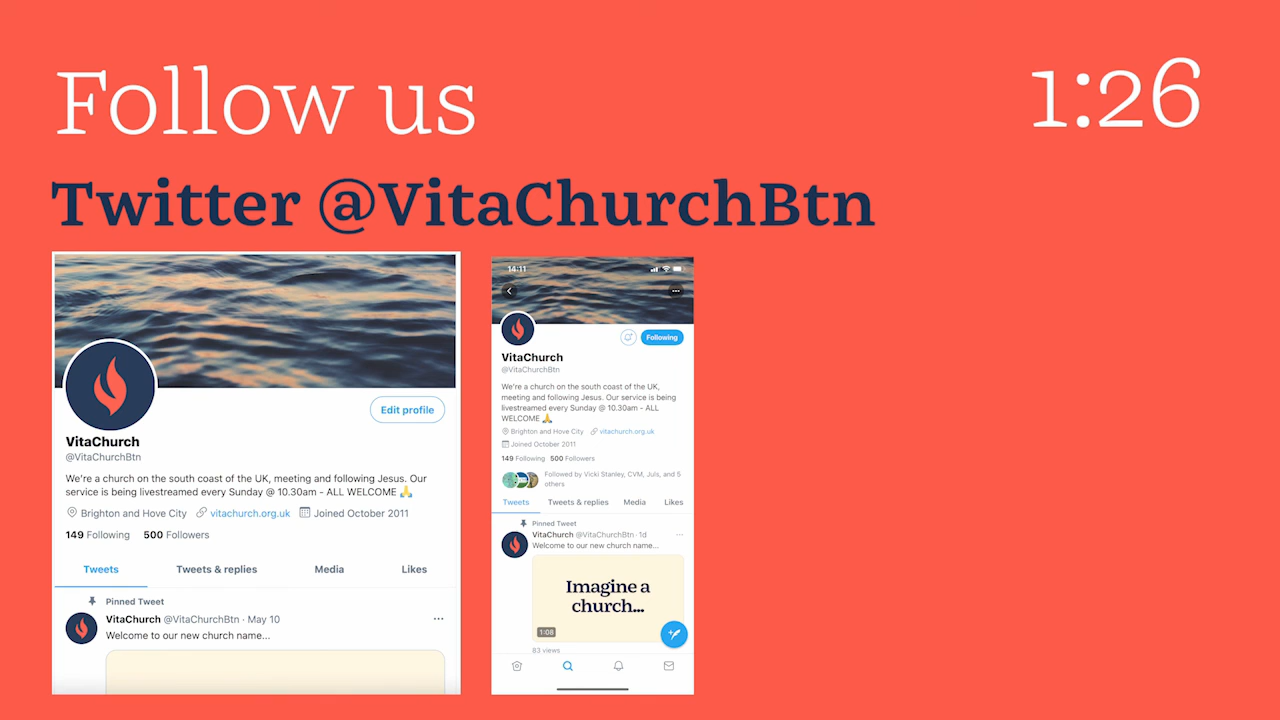 Follow us
1:26
Twitter @VitaChurchBtn
Edit profile
VitaChurch
@VitaChurchBtn
We're a church on the south coast of the UK, meeting and following Jesus. Our
service is being livestreamed every Sunday @ 10.30am - ALL WELCOME 🙏
Brighton and Hove City vitachurch.org.uk Joined October 2011
149 Following 500 Followers
Tweets Tweets & replies Media Likes
Pinned Tweet
VitaChurch @VitaChurchBtn · May 10
Welcome to our new church name...
14:11
Following
VitaChurch
@VitaChurchBtn
We're a church on the south coast of the UK,
meeting and following Jesus. Our service is being
livestreamed every Sunday @ 10.30am - ALL
WELCOME 🙏
Brighton and Hove City vitachurch.org.uk
Joined October 2011
149 Following 500 Followers
Followed by Vicki Stanley, CVM, Juls, and 5
others
Tweets Tweets & replies Media Likes
Pinned Tweet
VitaChurch @VitaChurchBtn · 1d
Welcome to our new church name...
Imagine a
church...
1:08
83 views